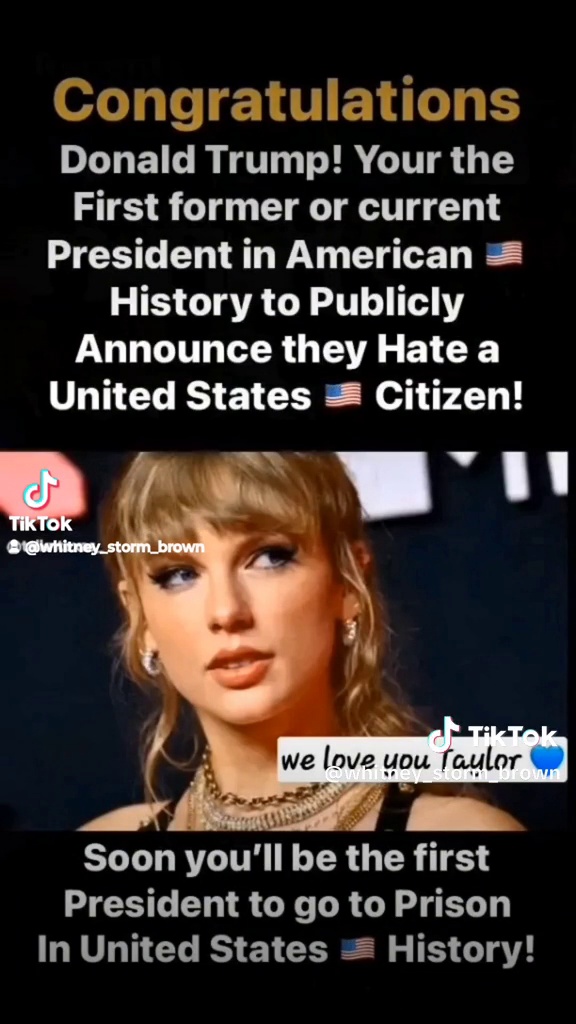 Congratulations
Donald Trump! Your the
First former or current
President in American 🇺🇸
History to Publicly
Announce they Hate a
United States 🇺🇸 Citizen!
TikTok
@whitney_storm_brown
TikTok
we love you Taylor 💙
@whitney_storm_brown
Soon you’ll be the first
President to go to Prison
In United States 🇺🇸 History!